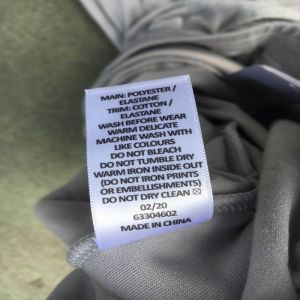 MAIN: POLYESTER /
ELASTANE
TRIM: COTTON /
ELASTANE
WASH BEFORE WEAR
WARM DELICATE
MACHINE WASH WITH
LIKE COLOURS
DO NOT BLEACH
DO NOT TUMBLE DRY
WARM IRON INSIDE OUT
(DO NOT IRON PRINTS
OR EMBELLISHMENTS)
DO NOT DRY CLEAN ☒
02/20
63304602
MADE IN CHINA